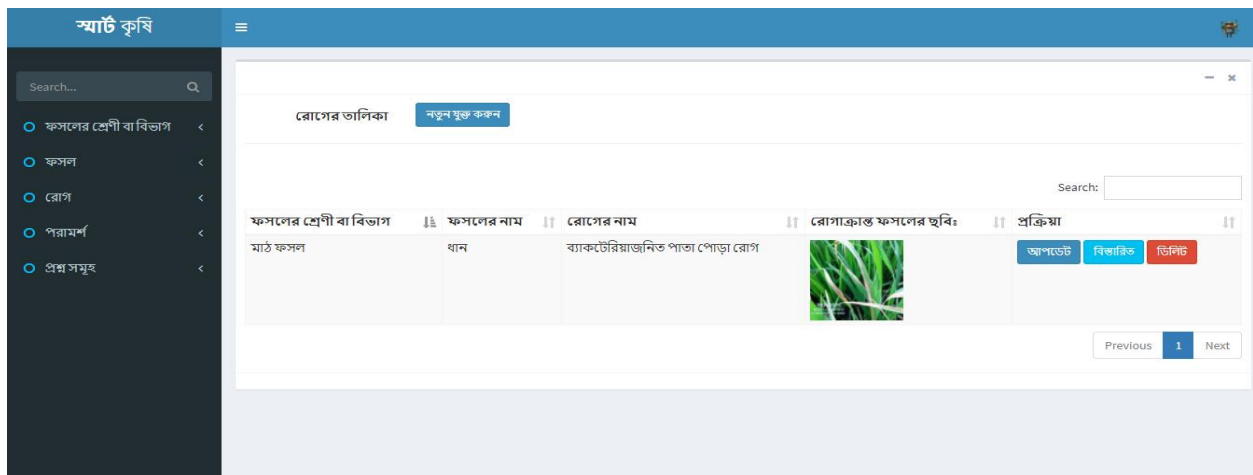 স্মার্ট কৃষি
Search...
ফসলের শ্রেণী বা বিভাগ
ফসল
রোগ
পরামর্শ
প্রশ্ন সমূহ
রোগের তালিকা নতুন যুক্ত করুন
Search:
ফসলের শ্রেণী বা বিভাগ ফসলের নাম রোগের নাম রোগাক্রান্ত ফসলের ছবিঃ প্রক্রিয়া
মাঠ ফসল ধান ব্যাকটেরিয়াজনিত পাতা পোড়া রোগ আপডেট বিস্তারিত ডিলিট
Previous 1 Next